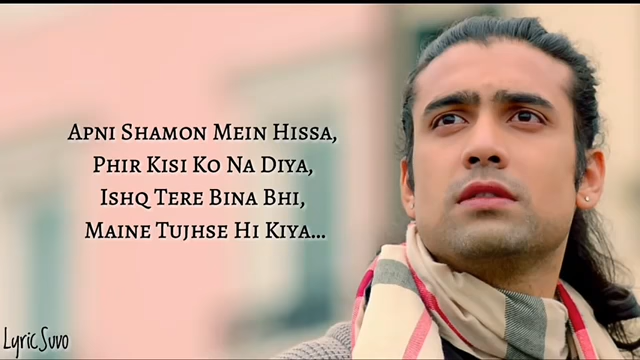 Apni Shamon Mein Hissa,
Phir Kisi Ko Na Diya,
Ishq Tere Bina Bhi,
Maine Tujhse Hi Kiya...
LyricSuvo